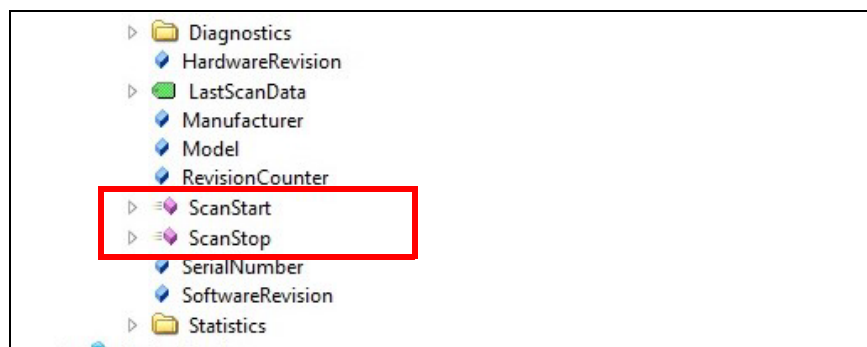 Diagnostics
HardwareRevision
LastScanData
Manufacturer
Model
RevisionCounter
ScanStart
ScanStop
SerialNumber
SoftwareRevision
Statistics